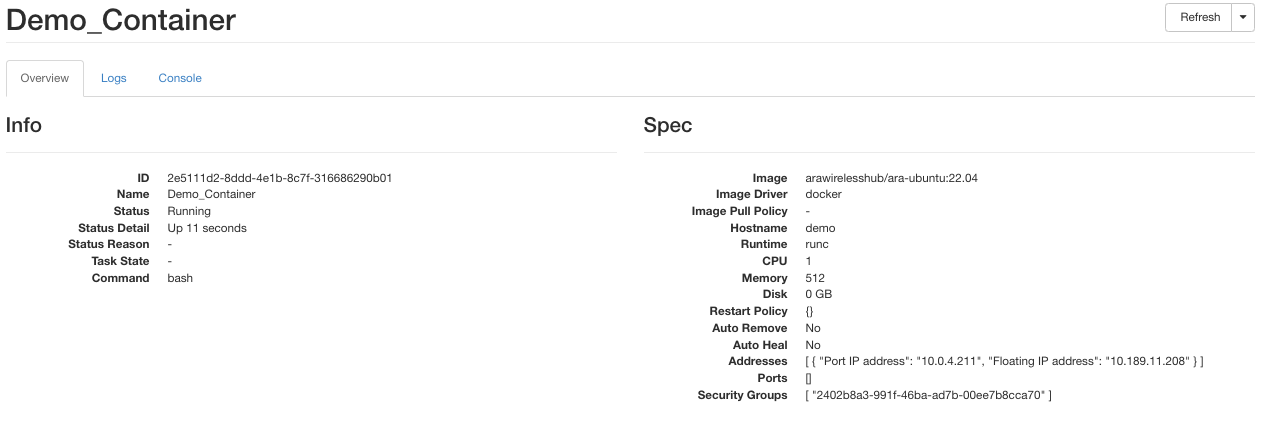 Demo_Container
Refresh
Overview Logs Console
Info
ID 2e5111d2-8ddd-4e1b-8c7f-316686290b01
Name Demo_Container
Status Running
Status Detail Up 11 seconds
Status Reason -
Task State -
Command bash
Spec
Image arawirelesshub/ara-ubuntu:22.04
Image Driver docker
Image Pull Policy -
Hostname demo
Runtime runc
CPU 1
Memory 512
Disk 0 GB
Restart Policy {}
Auto Remove No
Auto Heal No
Addresses [ { "Port IP address": "10.0.4.211", "Floating IP address": "10.189.11.208" } ]
Ports []
Security Groups [ "2402b8a3-991f-46ba-ad7b-00ee7b8cca70" ]